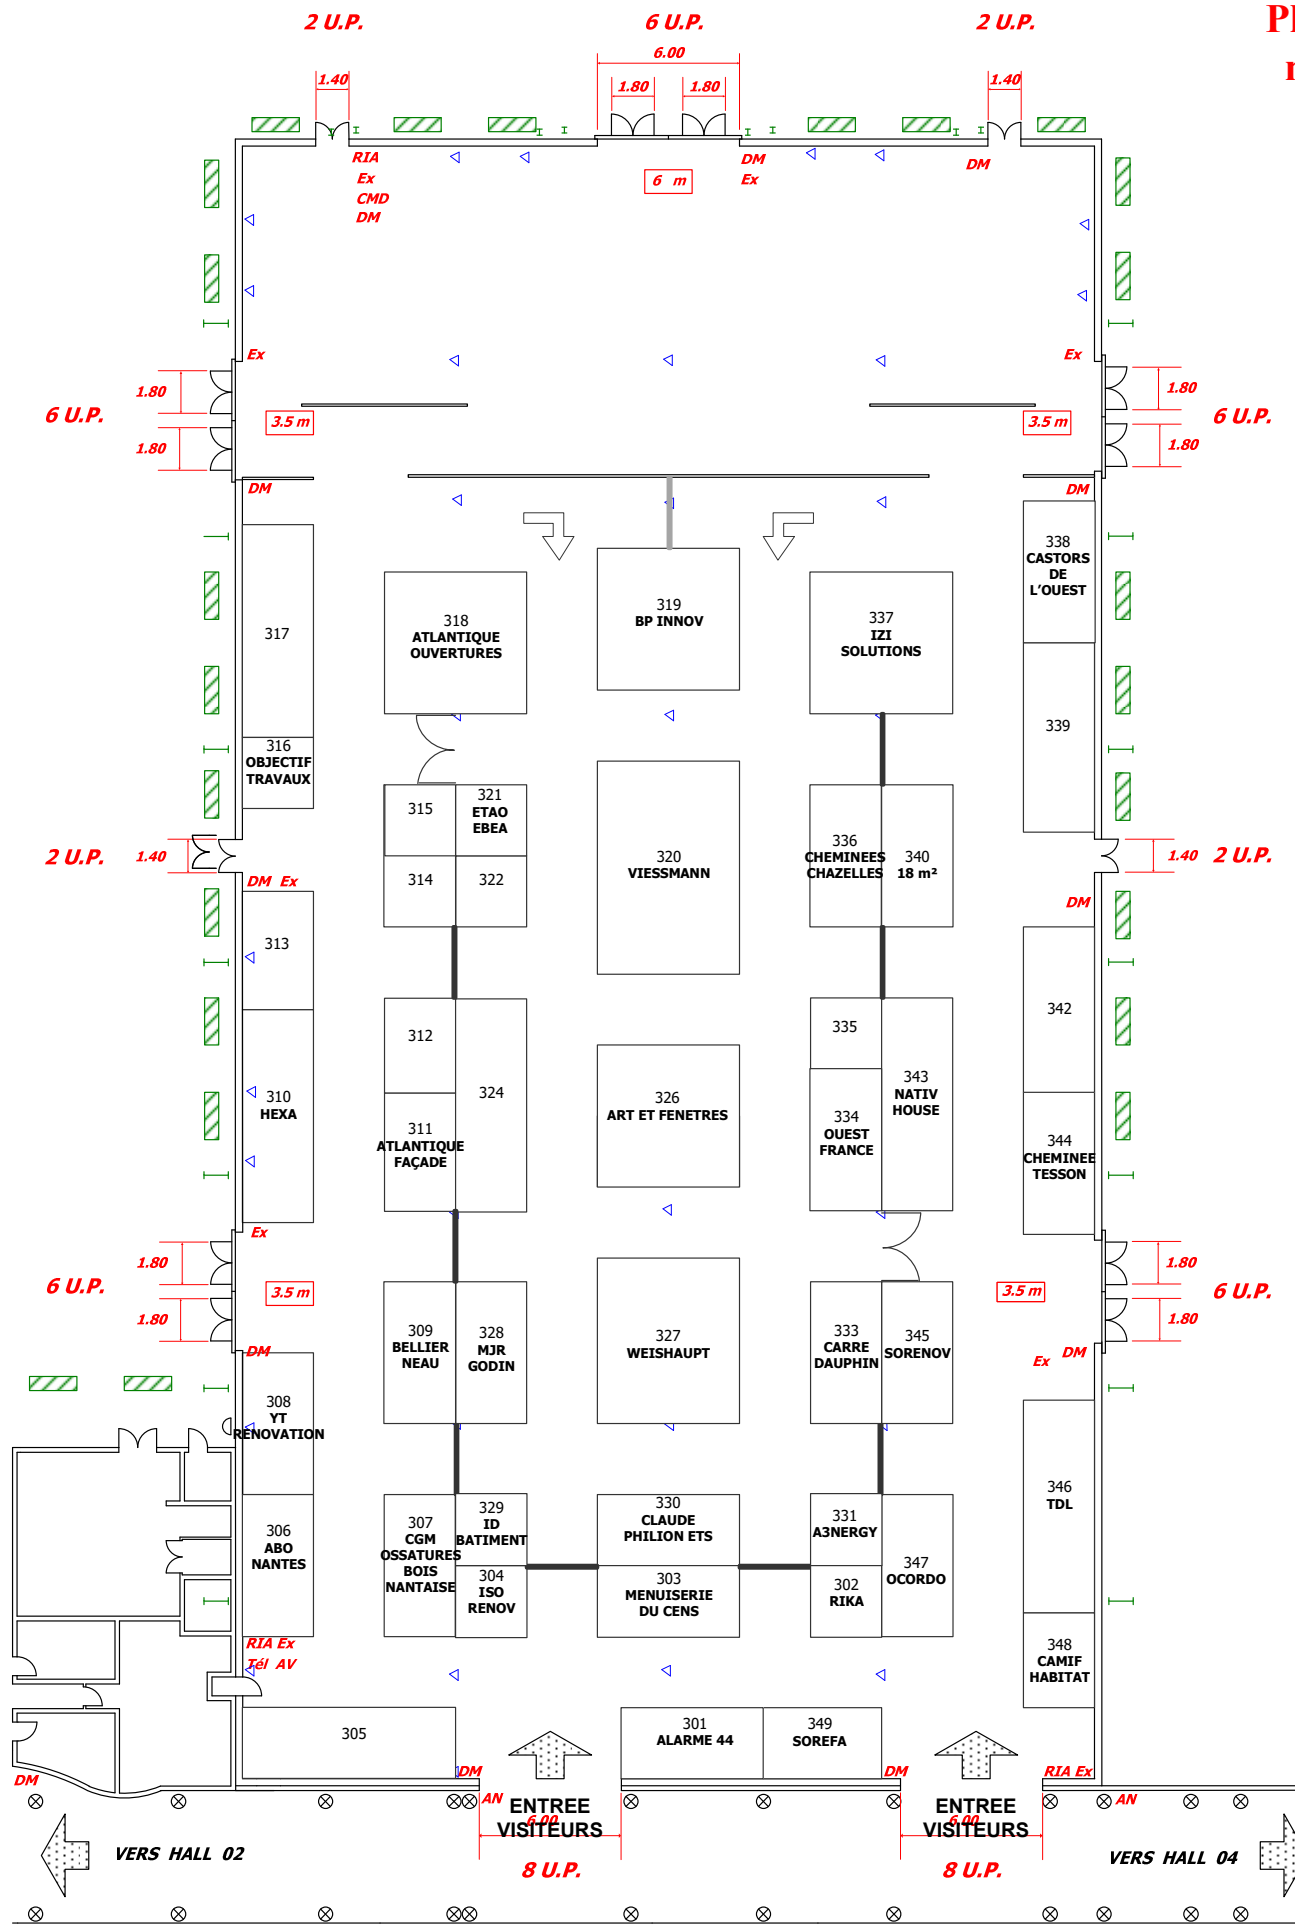 2 U.P.
6 U.P.
2 U.P.
6.00
1.40
1.80
1.80
1.40
RIA
Ex
CMD
DM
DM
Ex
DM
6 m
Ex
Ex
1.80
1.80
6 U.P.
3.5 m
3.5 m
6 U.P.
1.80
1.80
DM
DM
338
CASTORS
DE
L'OUEST
317
318
ATLANTIQUE
OUVERTURES
319
BP INNOV
337
IZI
SOLUTIONS
339
316
OBJECTIF
TRAVAUX
315
321
ETAO
EBEA
320
VIESSMANN
336
CHEMINEES
CHAZELLES
340
18 m²
2 U.P.
1.40
1.40
2 U.P.
314
322
DM Ex
DM
313
342
312
324
335
343
NATIV
HOUSE
310
HEXA
326
ART ET FENETRES
311
ATLANTIQUE
FAÇADE
334
OUEST
FRANCE
344
CHEMINEE
TESSON
Ex
1.80
1.80
6 U.P.
3.5 m
3.5 m
6 U.P.
1.80
1.80
309
BELLIER
NEAU
328
MJR
GODIN
327
WEISHAUPT
333
CARRE
DAUPHIN
345
SORENOV
DM
Ex
DM
308
YT
RENOVATION
346
TDL
306
ABO
NANTES
307
CGM
OSSATURES
BOIS
NANTAISE
329
ID
BATIMENT
330
CLAUDE
PHILION ETS
331
A3NERGY
347
OCORDO
304
ISO
RENOV
303
MENUISERIE
DU CENS
302
RIKA
RIA Ex
Tél AV
348
CAMIF
HABITAT
305
301
ALARME 44
349
SOREFA
DM
DM
DM
RIA Ex
AN
AN
ENTREE
VISITEURS
6.00
ENTREE
VISITEURS
6.00
VERS HALL 02
8 U.P.
8 U.P.
VERS HALL 04